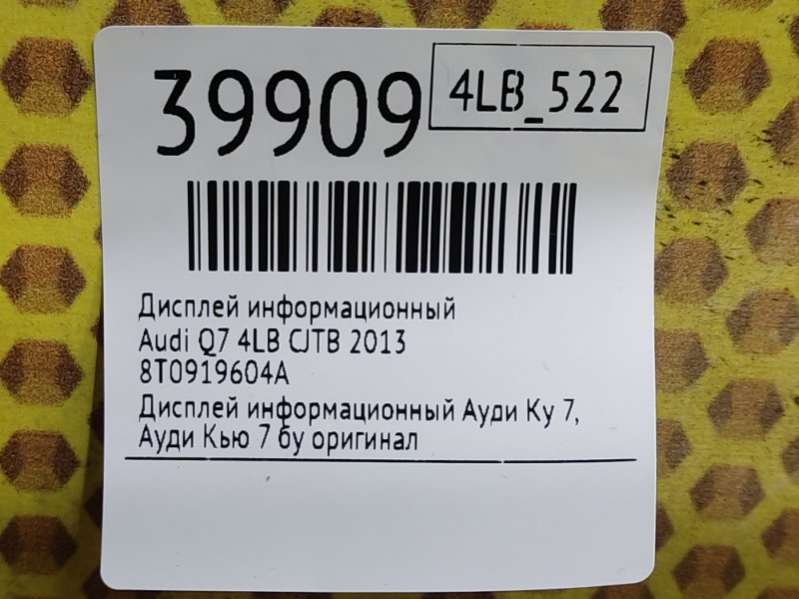 39909
4LB_522
Дисплей информационный
Audi Q7 4LB CJTB 2013
8T0919604A
Дисплей информационный Ауди Ку 7,
Ауди Кью 7 бу оригинал